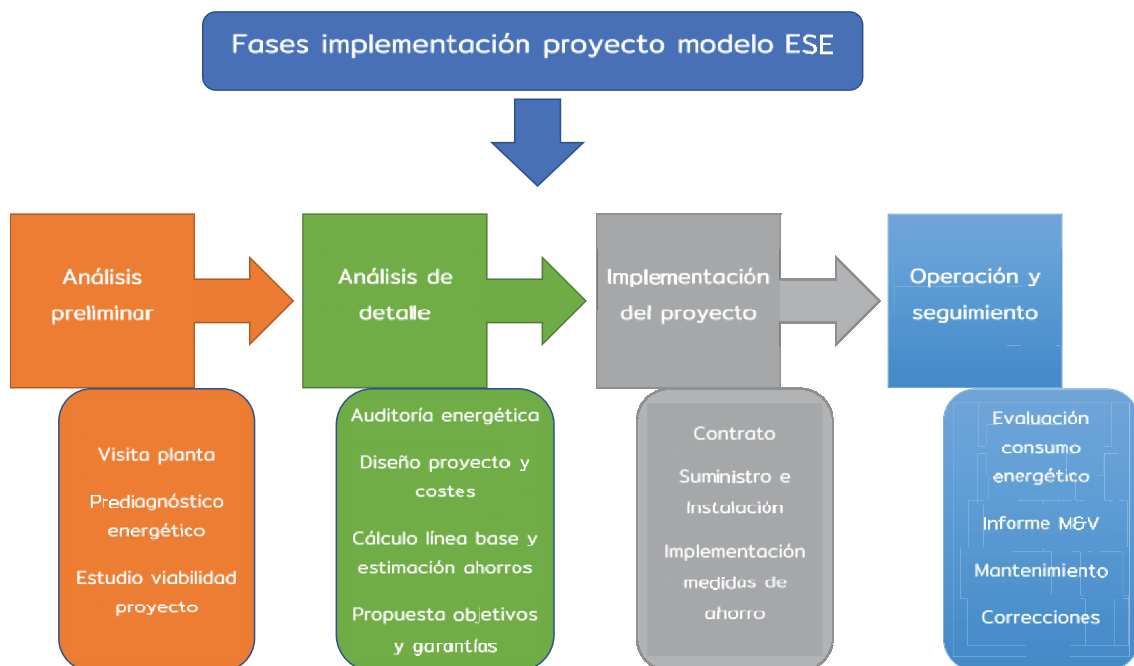 Fases implementación proyecto modelo ESE
Análisis
preliminar
Análisis de
detalle
Implementación
del proyecto
Operación y
seguimiento
Visita planta
Prediagnóstico
energético
Estudio viabilidad
proyecto
Auditoría energética
Diseño proyecto y
costes
Cálculo línea base y
estimación ahorros
Propuesta objetivos
y garantías
Contrato
Suministro e
Instalación
Implementación
medidas de
ahorro
Evaluación
consumo
energético
Informe M&V
Mantenimiento
Correcciones